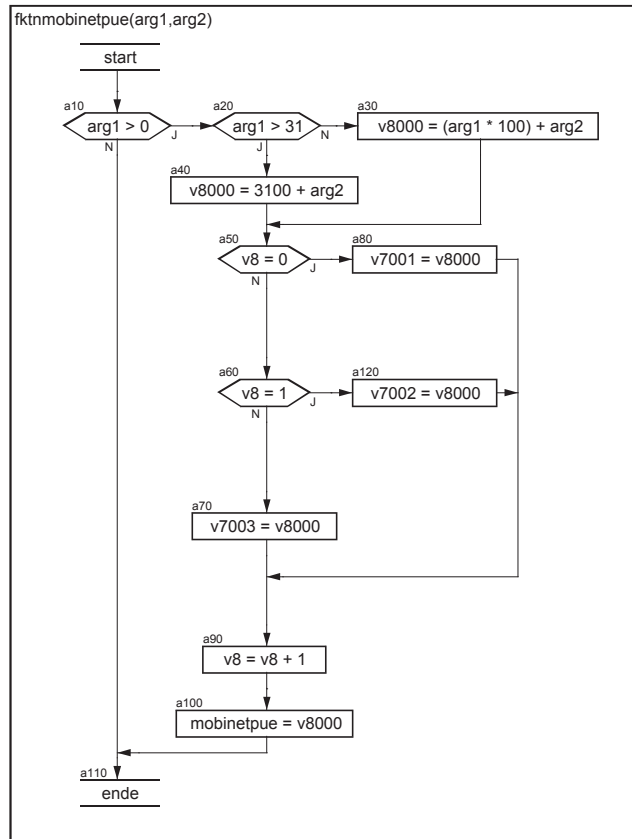 fktnmobinetpue(arg1,arg2)
start
a10
arg1 > 0
J
N
a20
arg1 > 31
N
J
a30
v8000 = (arg1 * 100) + arg2
a40
v8000 = 3100 + arg2
a50
v8 = 0
J
N
a80
v7001 = v8000
a60
v8 = 1
J
N
a120
v7002 = v8000
a70
v7003 = v8000
a90
v8 = v8 + 1
a100
mobinetpue = v8000
a110
ende